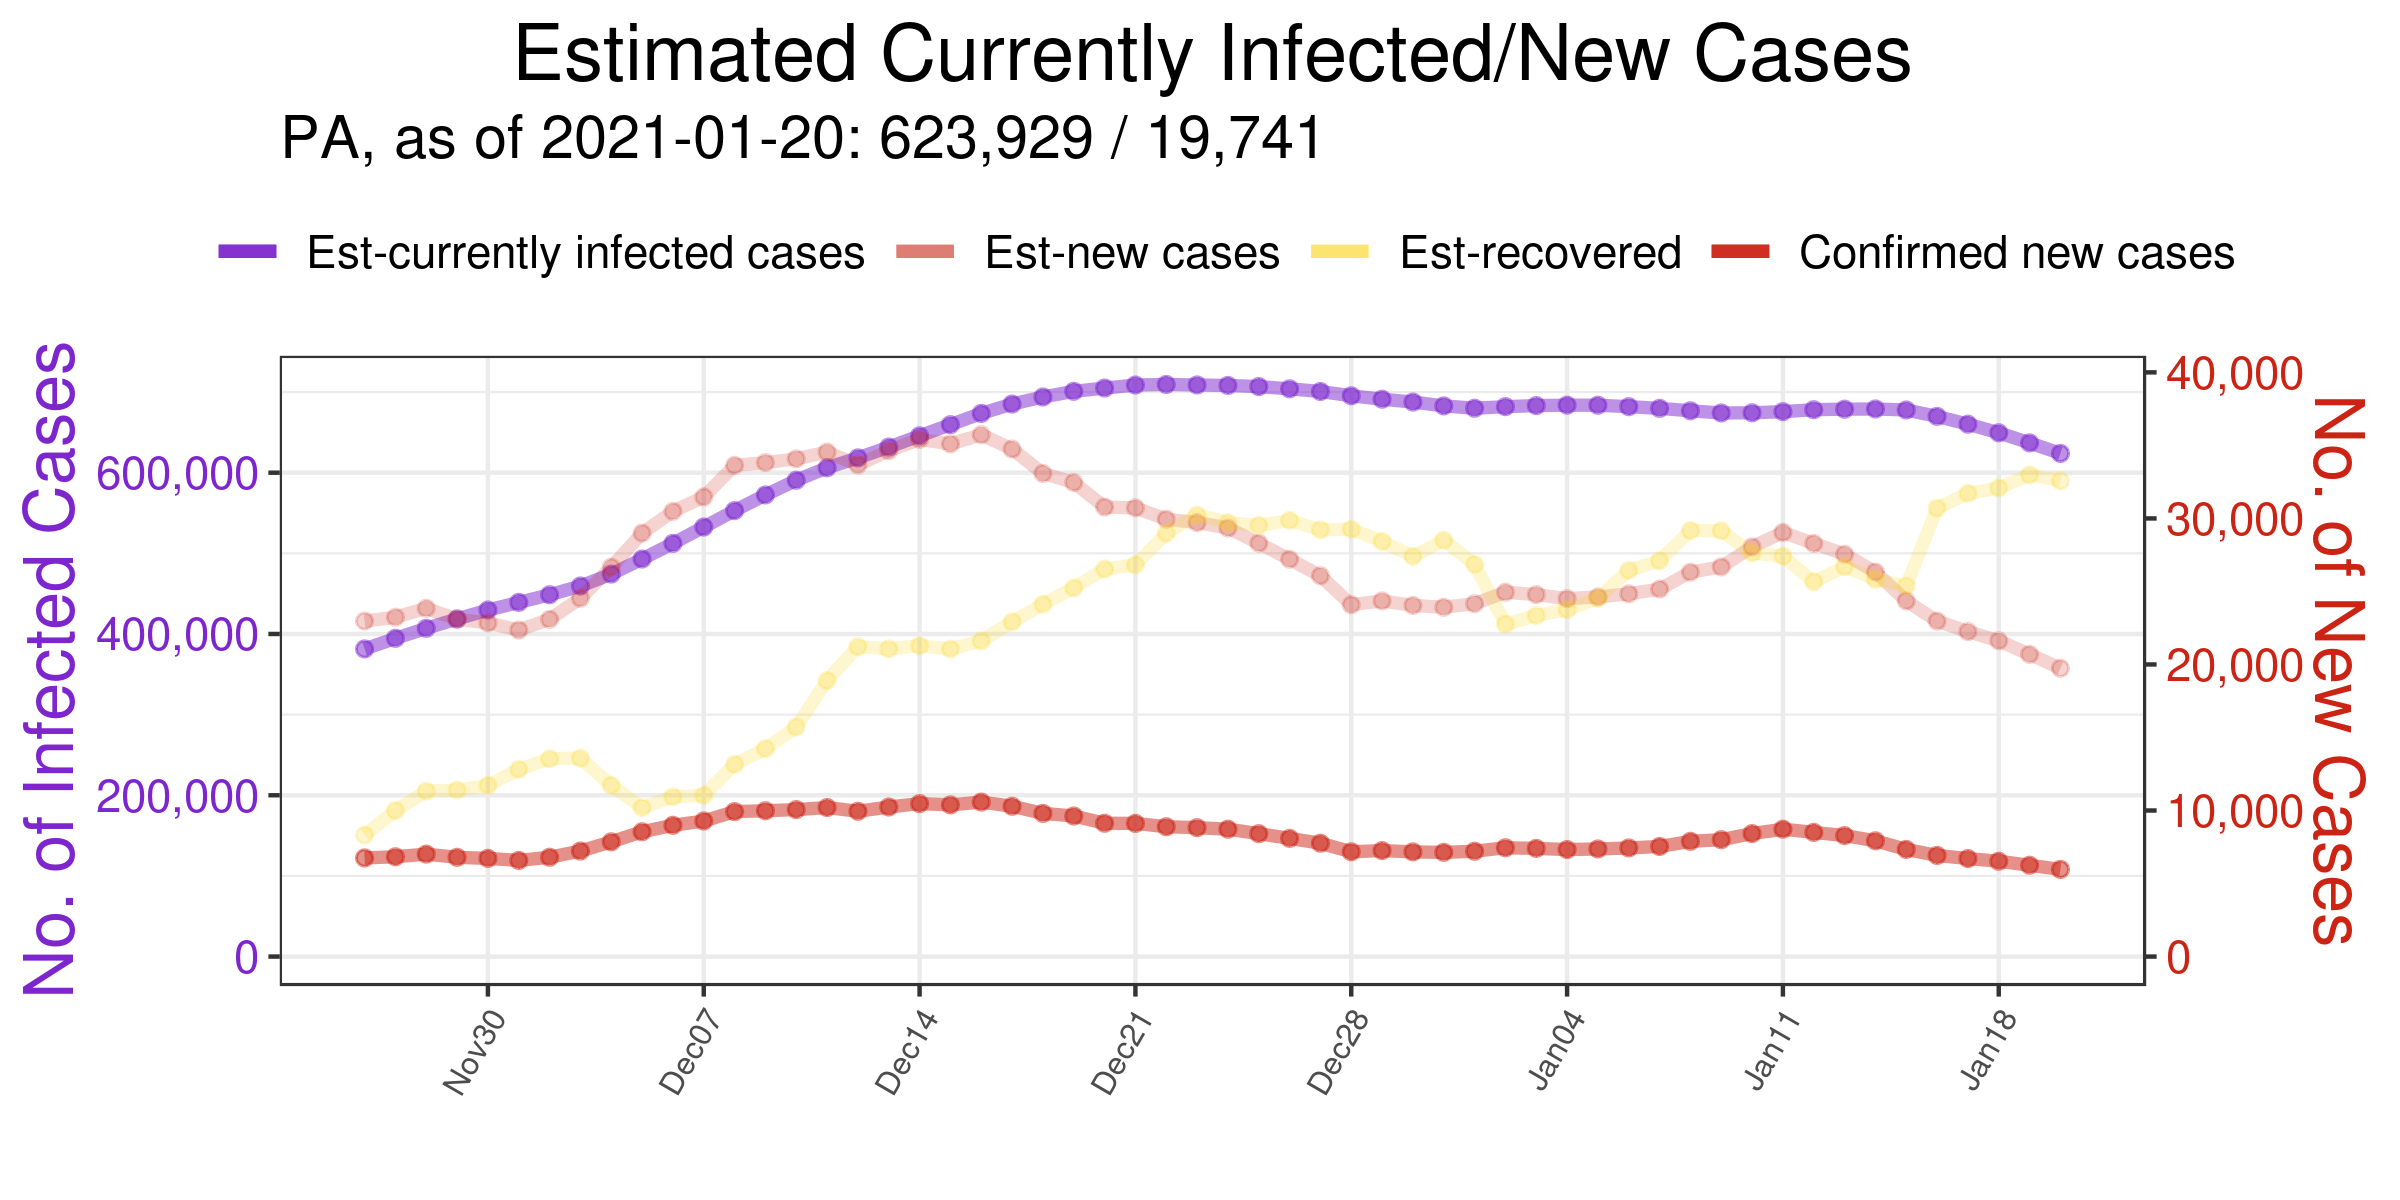 Estimated Currently Infected/New Cases
PA, as of 2021-01-20: 623,929 / 19,741
Est-currently infected cases Est-new cases Est-recovered Confirmed new cases
No. of Infected Cases
600,000
400,000
200,000
0
40,000
30,000
20,000
10,000
0
No. of New Cases
Nov30 Dec07 Dec14 Dec21 Dec28 Jan04 Jan11 Jan18